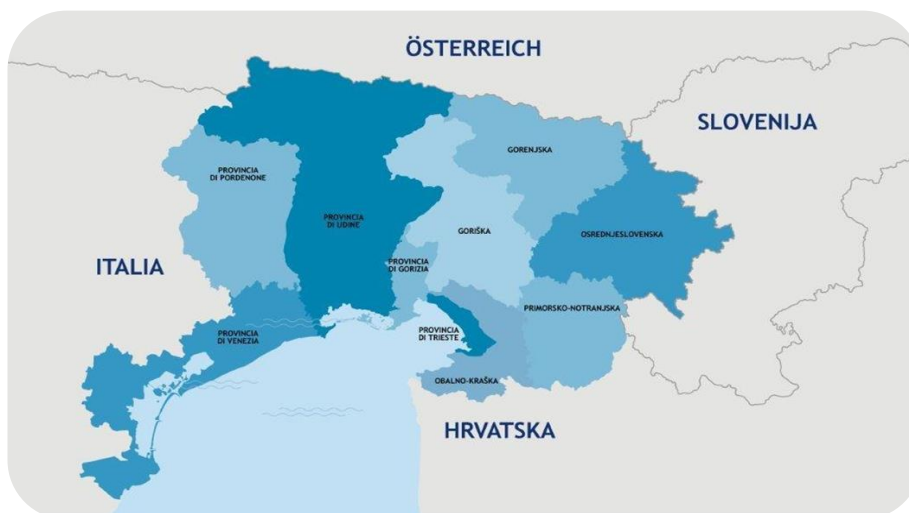 ÖSTERREICH
SLOVENIJA
GORENJSKA
PROVINCIA
DI PORDENONE
PROVINCIA
DI UDINE
GORIŠKA
OSREDNJESLOVENSKA
ITALIA
PROVINCIA
DI GORIZIA
PRIMORSKO-NOTRANJSKA
PROVINCIA
DI VENEZIA
PROVINCIA
DI TRIESTE
OBALNO-KRAŠKA
HRVATSKA